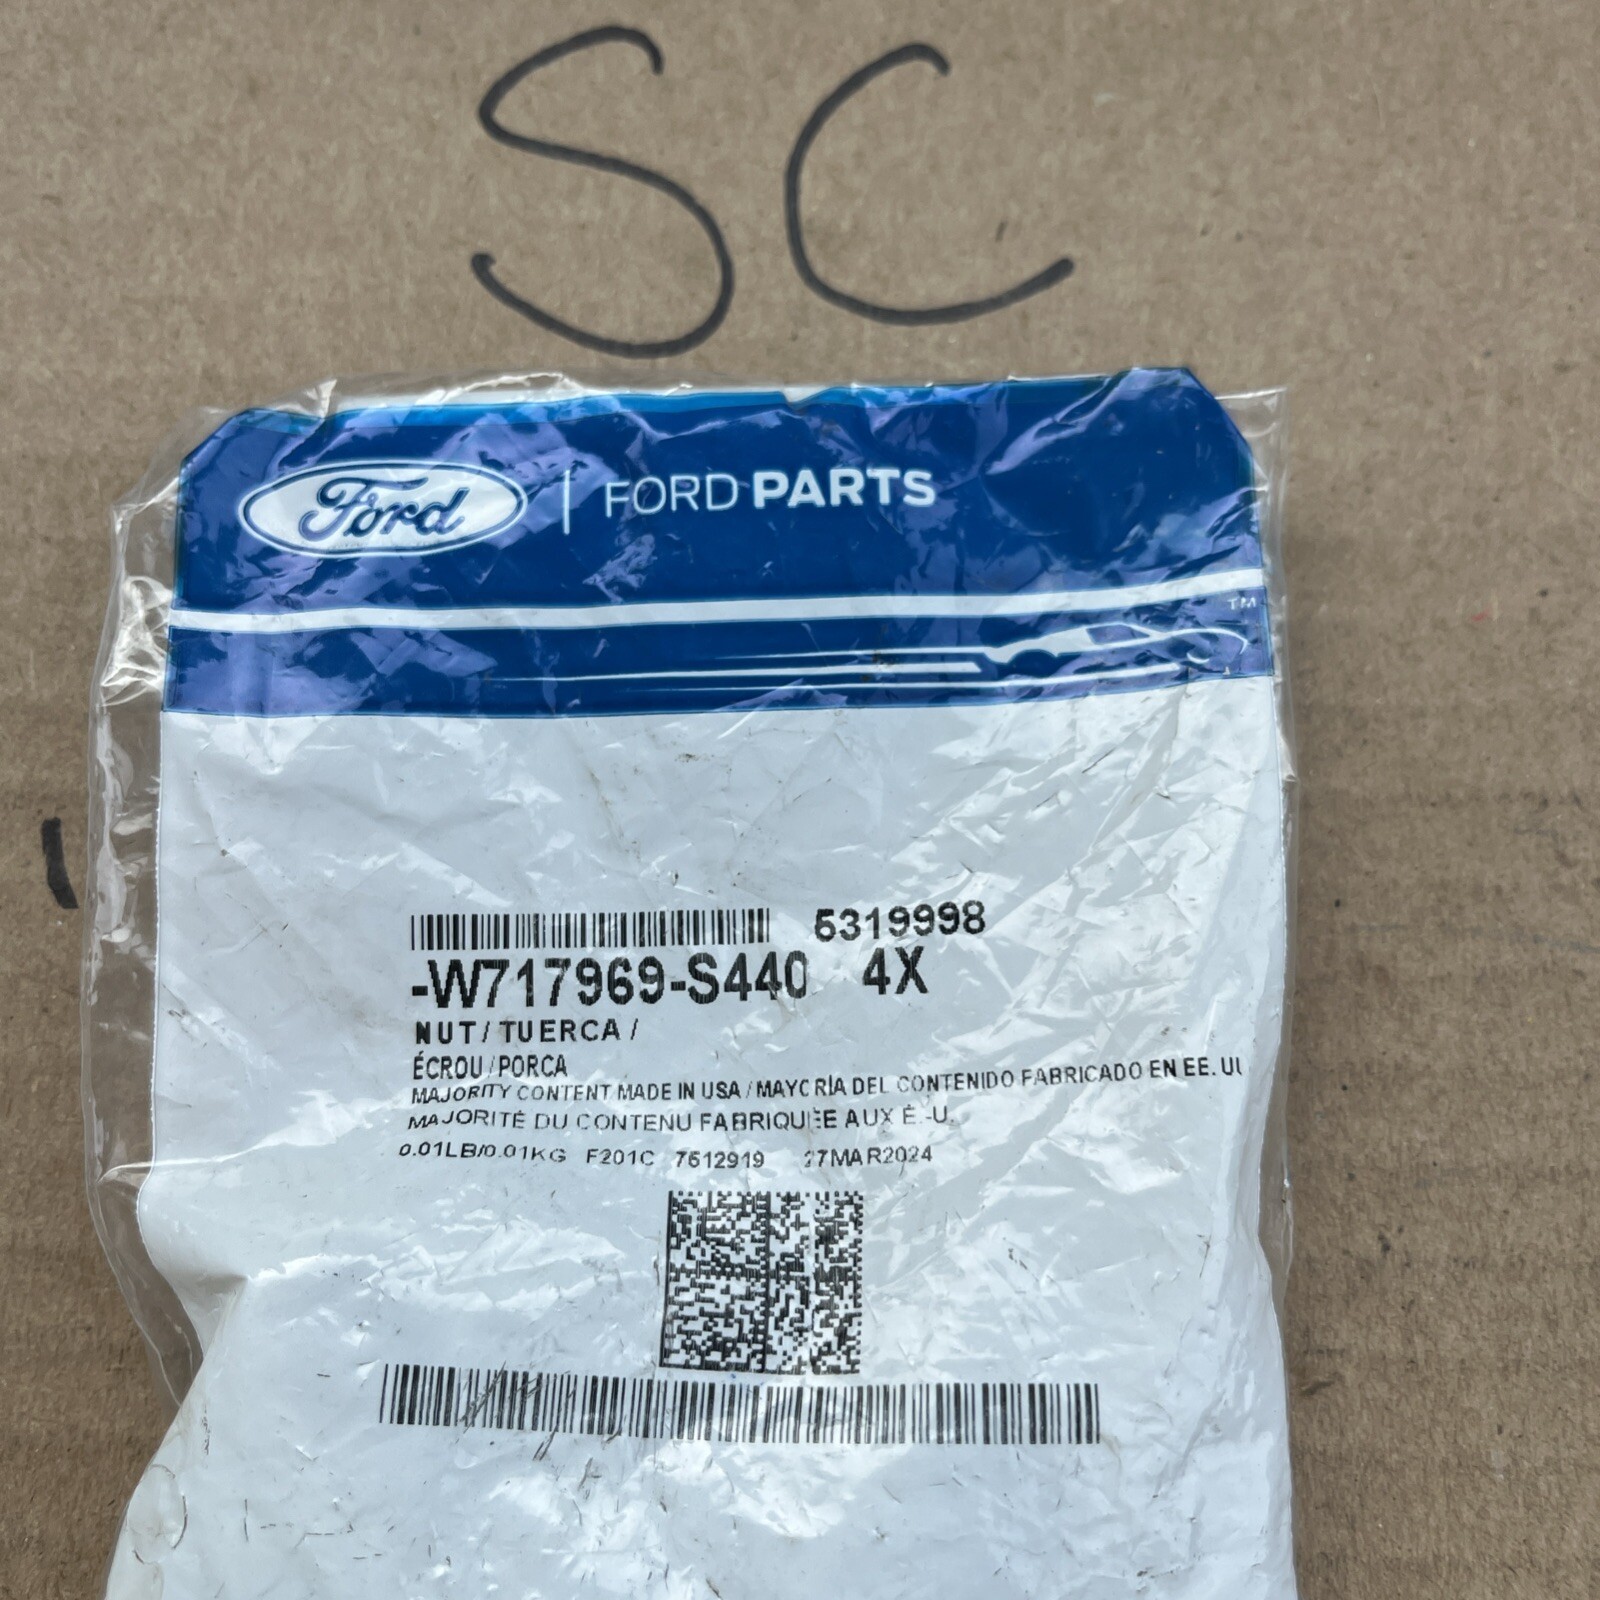 SC
Ford | FORD PARTS
TM
5319998
-W717969-S440 4X
NUT / TUERCA /
ÉCROU / PORCA
MAJORITY CONTENT MADE IN USA / MAYORÍA DEL CONTENIDO FABRICADO EN EE. UU
MAJORITÉ DU CONTENU FABRIQUÉE AUX É.-U.
0.01LB/0.01KG F201C 7612919 27MAR2024